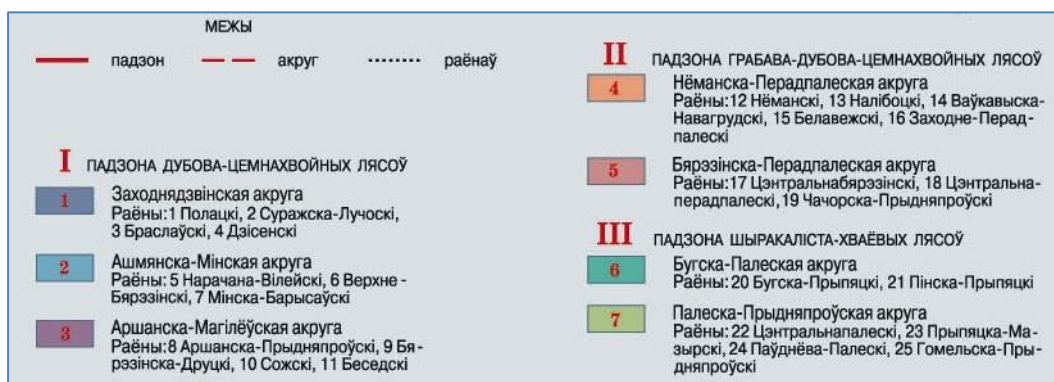 МЕЖЫ
падзон акруг раёнаў
I ПАДЗОНА ДУБОВА-ЦЕМНАХВОЙНЫХ ЛЯСОЎ
1 Заходнядзвінская акруга
Раёны:1 Полацкі, 2 Суражска-Лучоскі,
3 Браслаўскі, 4 Дзісенскі
2 Ашмянска-Мінская акруга
Раёны: 5 Нарачана-Вілейскі, 6 Верхне-
Бярэзінскі, 7 Мінска-Барысаўскі
3 Аршанска-Магілёўская акруга
Раёны:8 Аршанска-Прыдняпроўскі, 9 Бя-
рэзінска-Друцкі, 10 Сожскі, 11 Беседскі
II ПАДЗОНА ГРАБАВА-ДУБОВА-ЦЕМНАХВОЙНЫХ ЛЯСОЎ
4 Нёманска-Перадпалеская акруга
Раёны:12 Нёманскі, 13 Налібоцкі, 14 Ваўкавыска-
Навагрудскі, 15 Белавежскі, 16 Заходне-Перад-
палескі
5 Бярэзінска-Перадпалеская акруга
Раёны:17 Цэнтральнабярэзінскі, 18 Цэнтральна-
перадпалескі,19 Чачорска-Прыдняпроўскі
III ПАДЗОНА ШЫРАКАЛІСТА-ХВАЁВЫХ ЛЯСОЎ
6 Бугска-Палеская акруга
Раёны: 20 Бугска-Прыпяцкі, 21 Пінска-Прыпяцкі
7 Палеска-Прыдняпроўская акруга
Раёны: 22 Цэнтральнапалескі, 23 Прыпяцка-Ма-
зырскі, 24 Паўднёва-Палескі, 25 Гомельска-Пры-
дняпроўскі